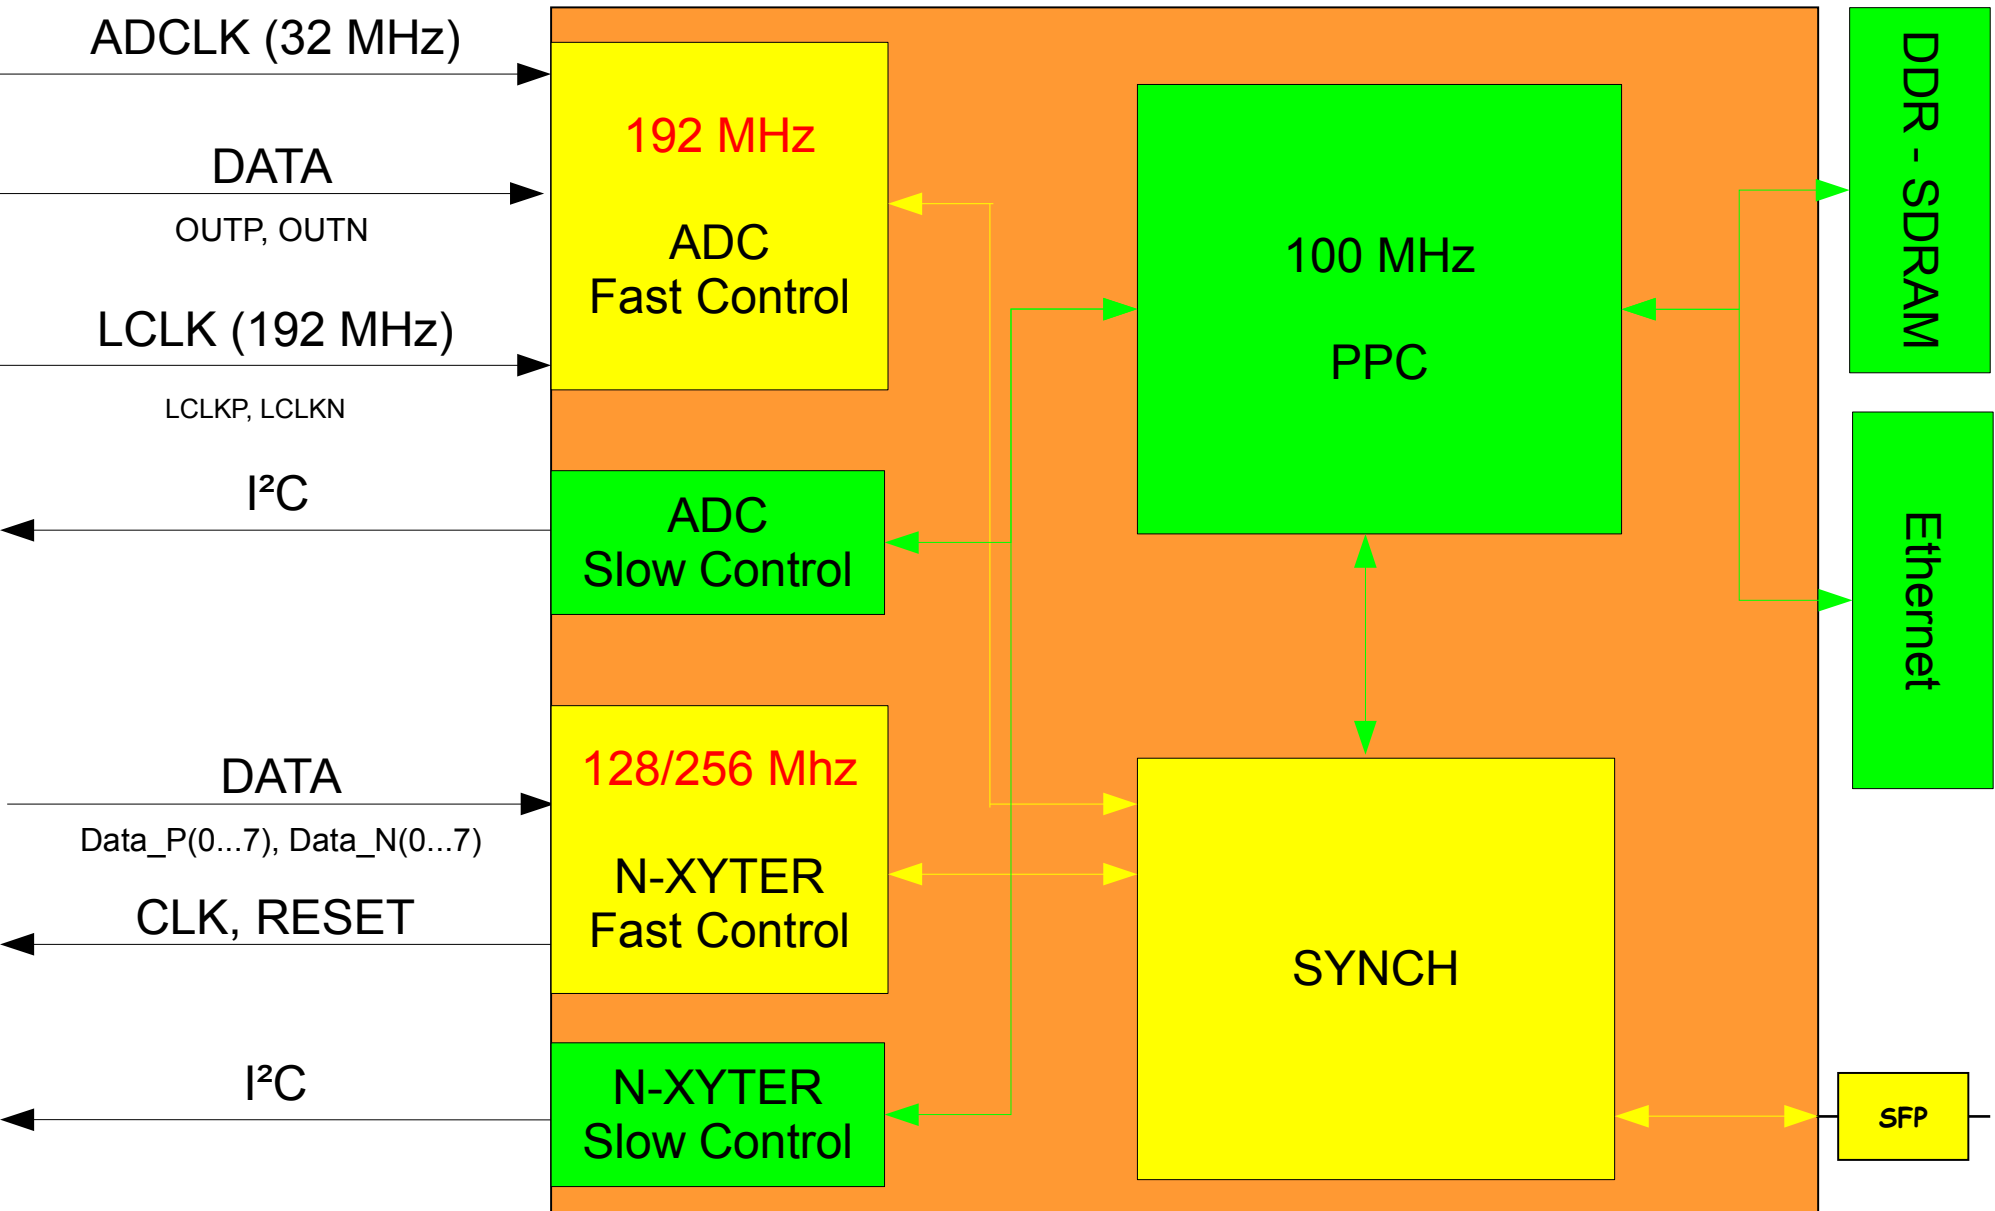 ADCLK (32 MHz)
DATA
OUTP, OUTN
LCLK (192 MHz)
LCLKP, LCLKN
I²C
DATA
Data_P(0...7), Data_N(0...7)
CLK, RESET
I²C
192 MHz
ADC
Fast Control
ADC
Slow Control
128/256 Mhz
N-XYTER
Fast Control
N-XYTER
Slow Control
100 MHz
PPC
SYNCH
DDR - SDRAM
Ethernet
SFP